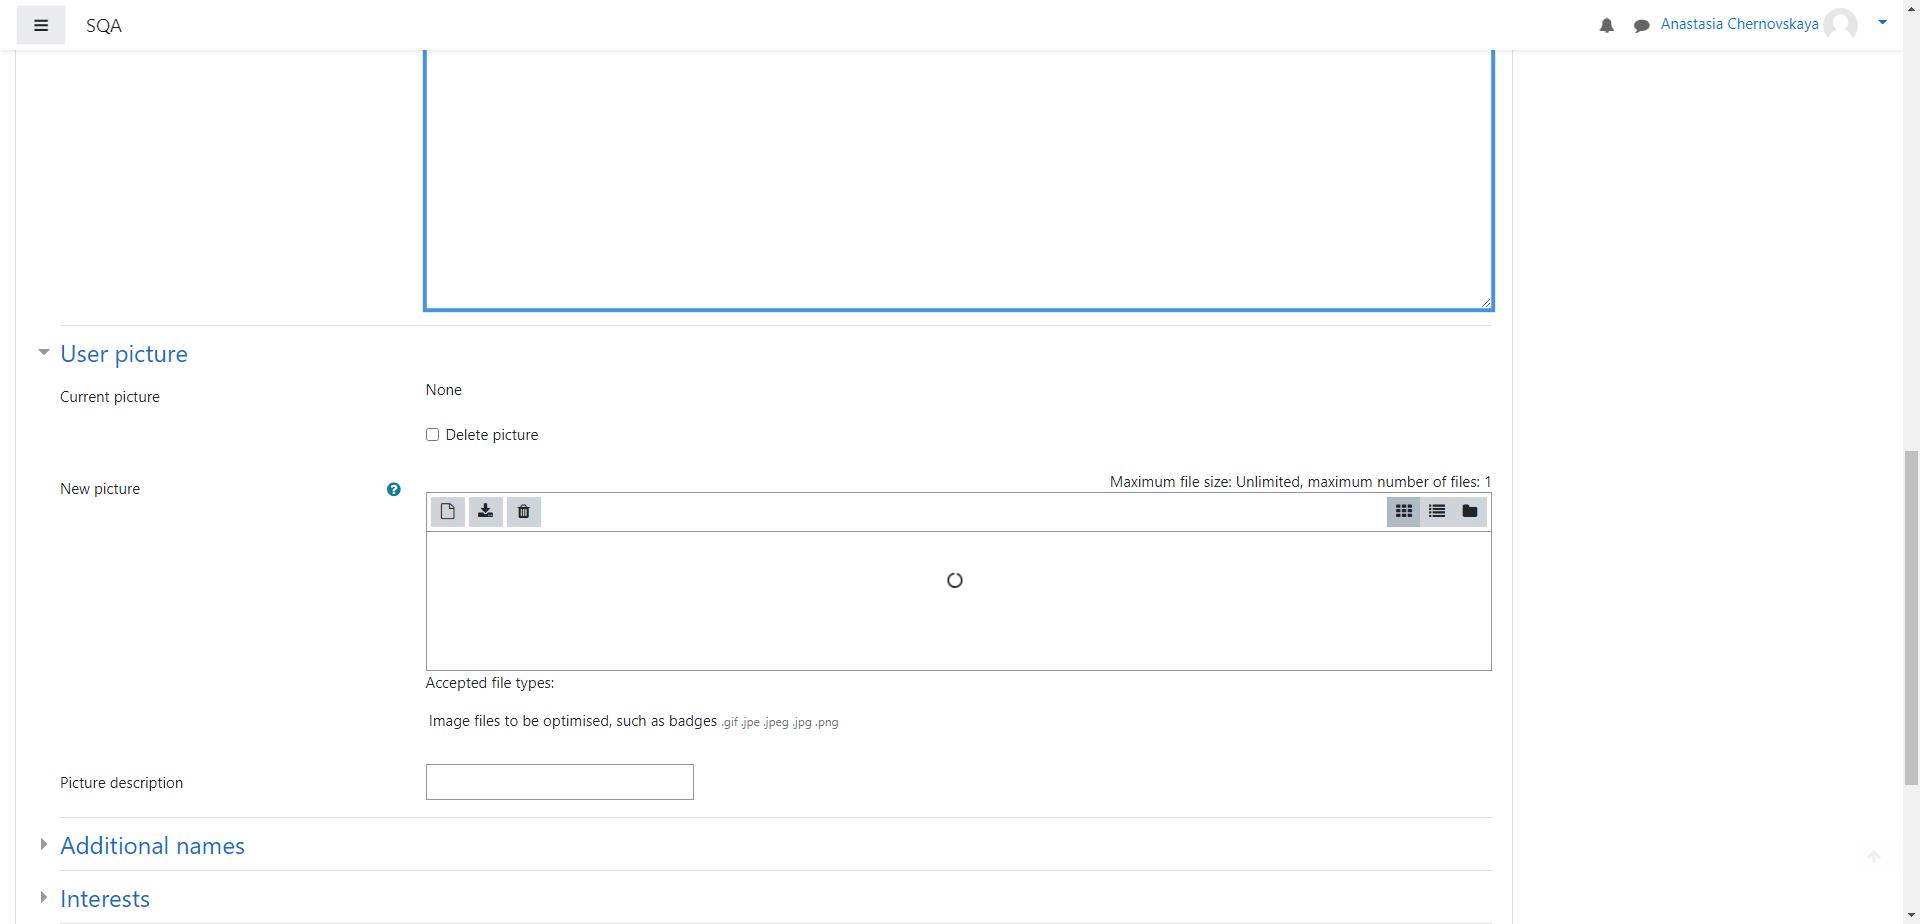 SQA
Anastasia Chernovskaya
User picture
Current picture
None
Delete picture
New picture
Maximum file size: Unlimited, maximum number of files: 1
Accepted file types:
Image files to be optimised, such as badges .gif .jpe .jpeg .jpg .png
Picture description
Additional names
Interests